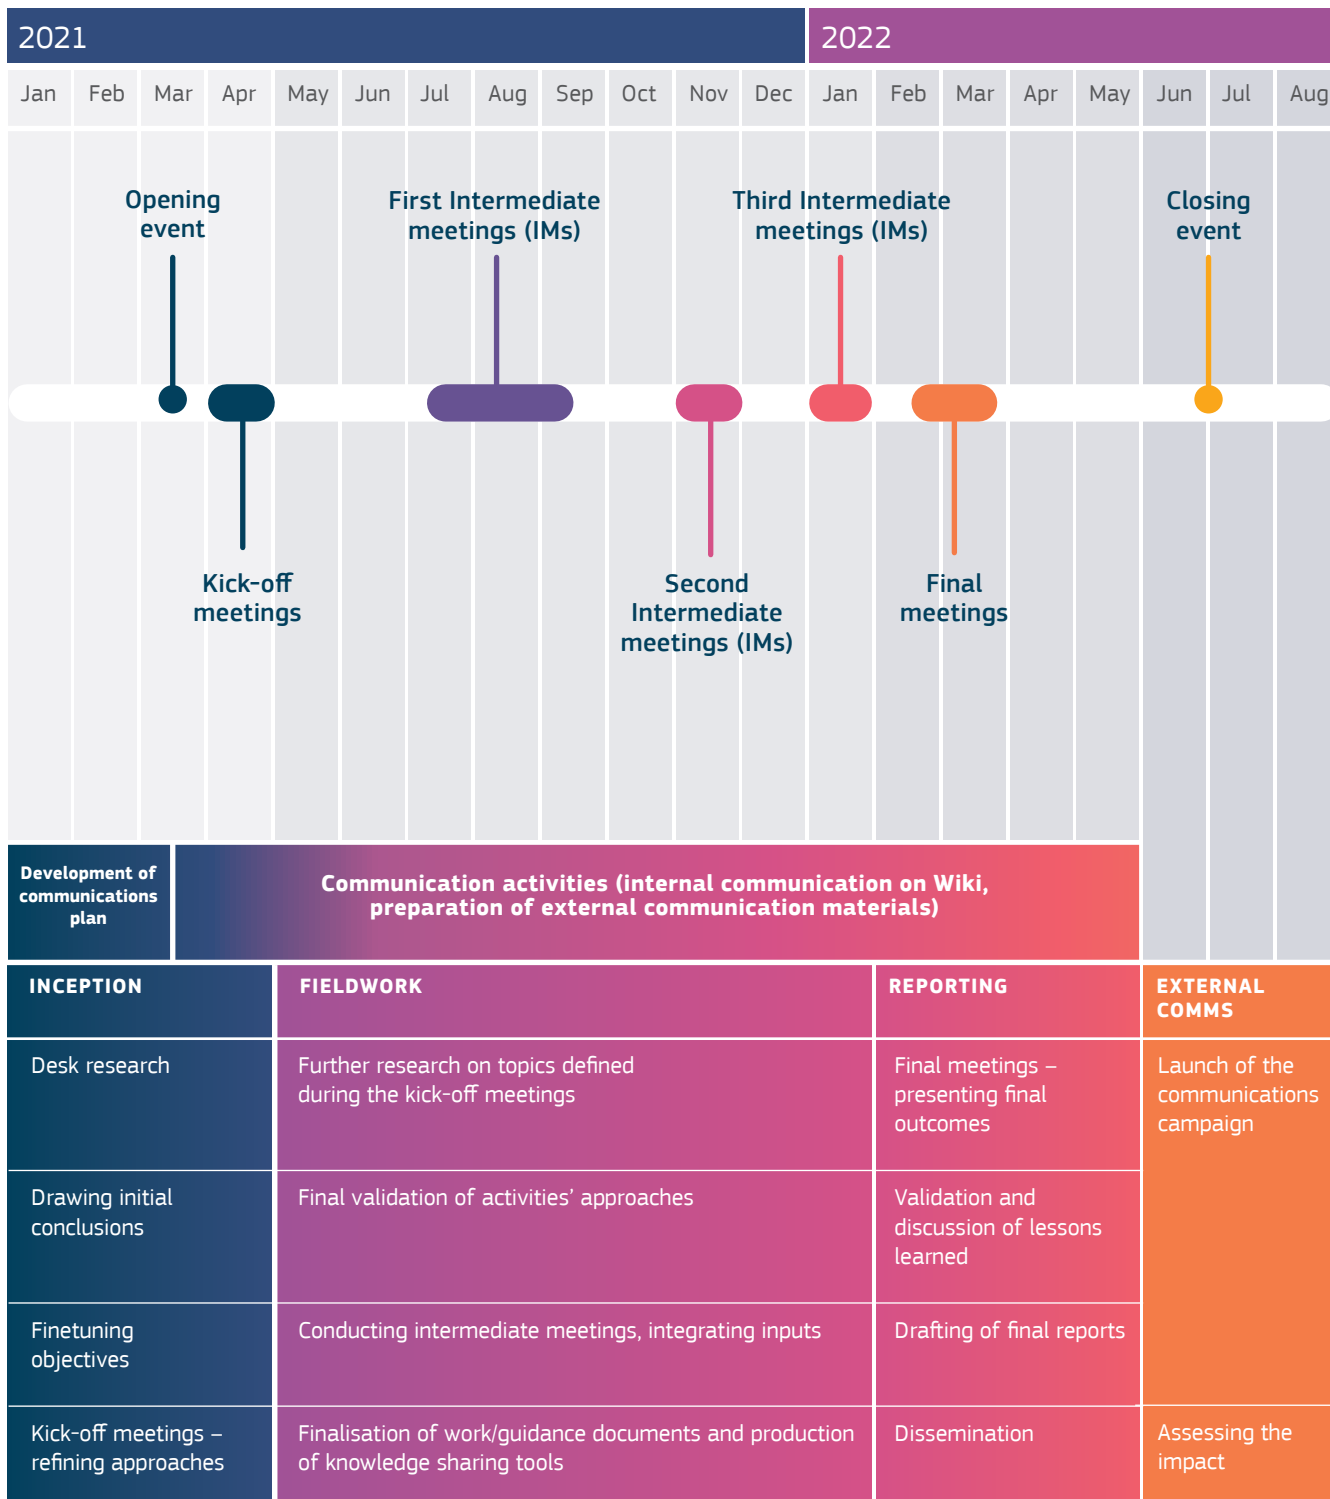 2021
2022
Jan Feb Mar Apr May Jun Jul Aug Sep Oct Nov Dec Jan Feb Mar Apr May Jun Jul Aug
Opening
event
First Intermediate
meetings (IMs)
Third Intermediate
meetings (IMs)
Closing
event
Kick-off
meetings
Second
Intermediate
meetings (IMs)
Final
meetings
Development of
communications
plan
Communication activities (internal communication on Wiki,
preparation of external communication materials)
INCEPTION
FIELDWORK
REPORTING
EXTERNAL
COMMS
Desk research
Further research on topics defined
during the kick-off meetings
Final meetings –
presenting final
outcomes
Launch of the
communications
campaign
Drawing initial
conclusions
Final validation of activities’ approaches
Validation and
discussion of lessons
learned
Finetuning
objectives
Conducting intermediate meetings, integrating inputs
Drafting of final reports
Kick-off meetings –
refining approaches
Finalisation of work/guidance documents and production
of knowledge sharing tools
Dissemination
Assessing the
impact